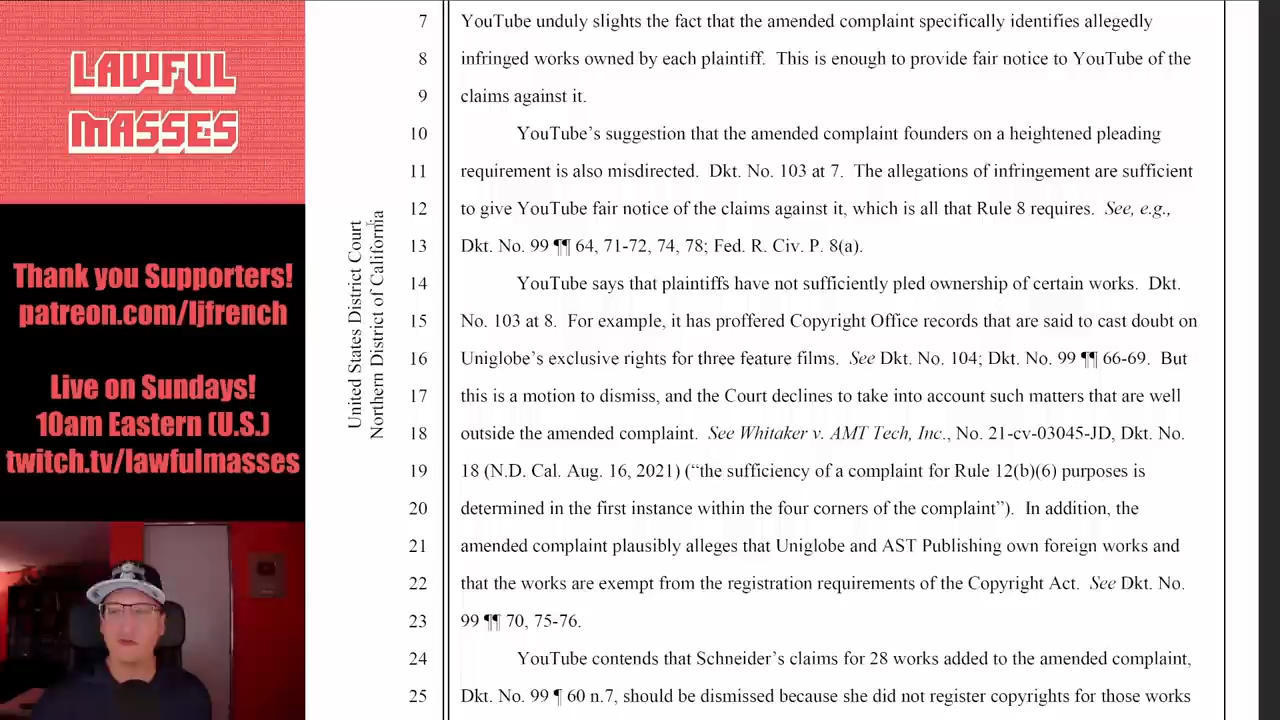 LAWFUL
MASSES
Thank you Supporters!
patreon.com/ljfrench
Live on Sundays!
10am Eastern (U.S.)
twitch.tv/lawfulmasses
United States District Court
Northern District of California
7 YouTube unduly slights the fact that the amended complaint specifically identifies allegedly
8 infringed works owned by each plaintiff. This is enough to provide fair notice to YouTube of the
9 claims against it.
10 YouTube’s suggestion that the amended complaint founders on a heightened pleading
11 requirement is also misdirected. Dkt. No. 103 at 7. The allegations of infringement are sufficient
12 to give YouTube fair notice of the claims against it, which is all that Rule 8 requires. See, e.g.,
13 Dkt. No. 99 ¶¶ 64, 71-72, 74, 78; Fed. R. Civ. P. 8(a).
14 YouTube says that plaintiffs have not sufficiently pled ownership of certain works. Dkt.
15 No. 103 at 8. For example, it has proffered Copyright Office records that are said to cast doubt on
16 Uniglobe’s exclusive rights for three feature films. See Dkt. No. 104; Dkt. No. 99 ¶¶ 66-69. But
17 this is a motion to dismiss, and the Court declines to take into account such matters that are well
18 outside the amended complaint. See Whitaker v. AMT Tech, Inc., No. 21-cv-03045-JD, Dkt. No.
19 18 (N.D. Cal. Aug. 16, 2021) (“the sufficiency of a complaint for Rule 12(b)(6) purposes is
20 determined in the first instance within the four corners of the complaint”). In addition, the
21 amended complaint plausibly alleges that Uniglobe and AST Publishing own foreign works and
22 that the works are exempt from the registration requirements of the Copyright Act. See Dkt. No.
23 99 ¶¶ 70, 75-76.
24 YouTube contends that Schneider’s claims for 28 works added to the amended complaint,
25 Dkt. No. 99 ¶ 60 n.7, should be dismissed because she did not register copyrights for those works